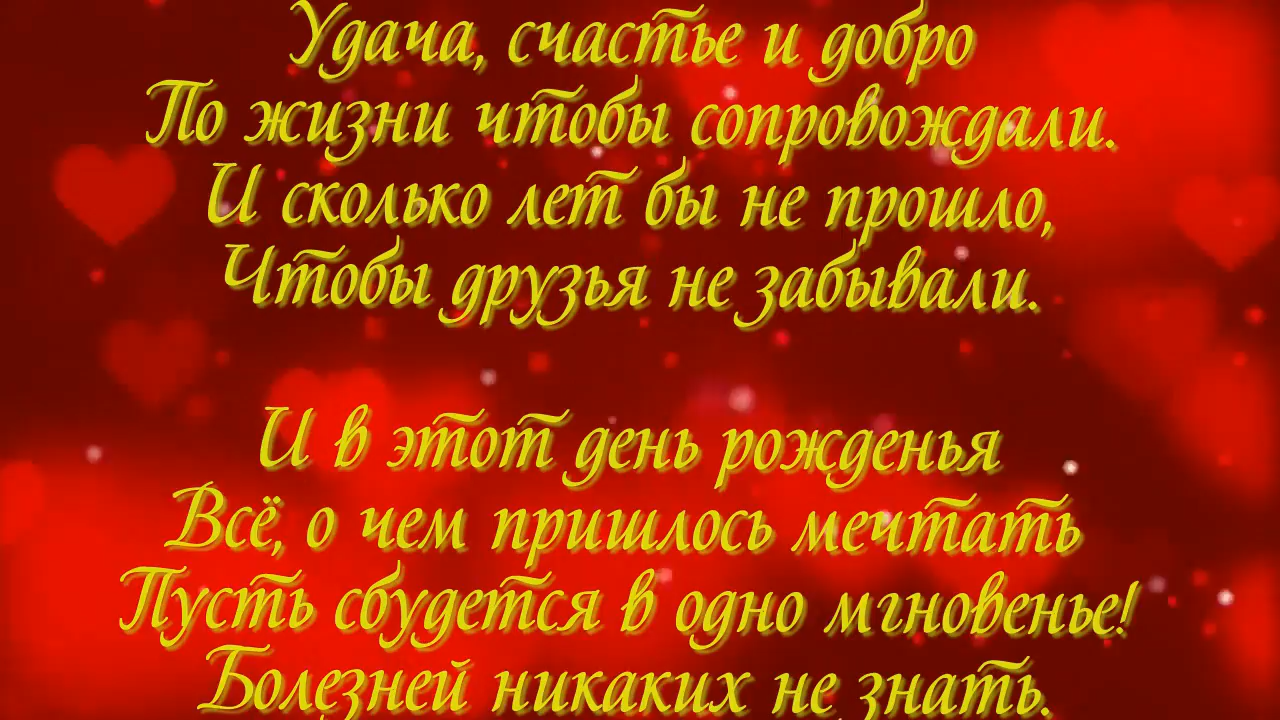 Удача, счастье и добро
По жизни чтобы сопровождали.
И сколько лет бы не прошло,
Чтобы друзья не забывали.
И в этот день рожденья
Всё, о чем пришлось мечтать
Пусть сбудется в одно мгновенье!
Болезней никаких не знать.